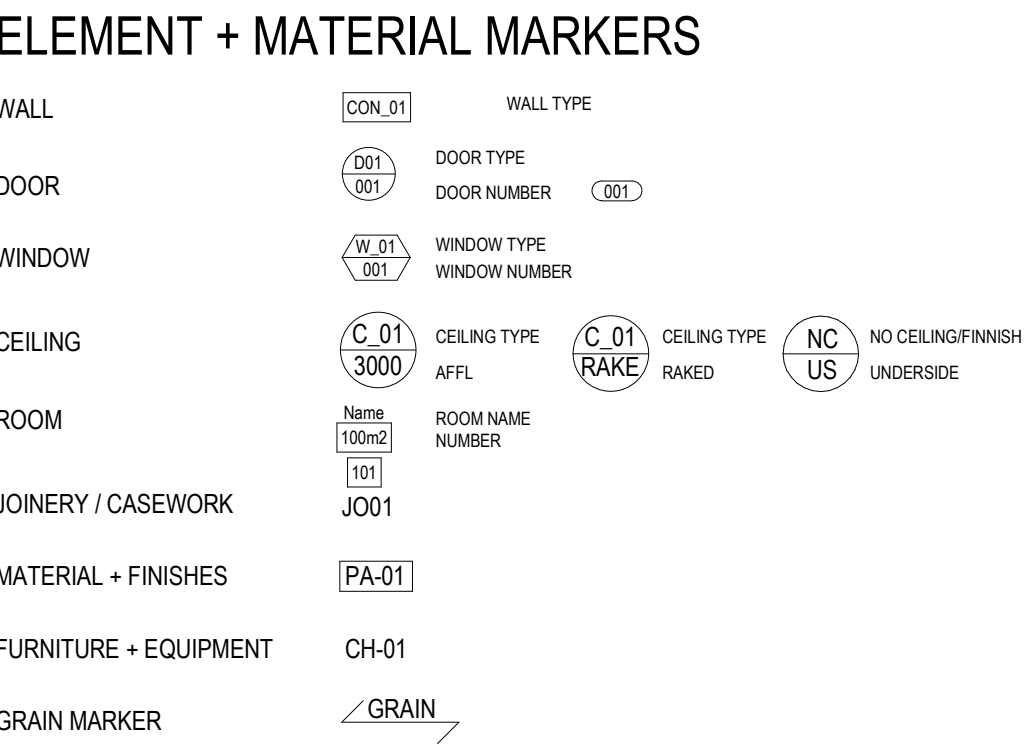 ELEMENT + MATERIAL MARKERS
WALL
CON_01
WALL TYPE
DOOR
D01
001
DOOR TYPE
DOOR NUMBER
001
WINDOW
W_01
001
WINDOW TYPE
WINDOW NUMBER
CEILING
C_01
3000
CEILING TYPE
AFFL
C_01
RAKE
CEILING TYPE
RAKED
NC
US
NO CEILING/FINNISH
UNDERSIDE
ROOM
Name
100m2
101
ROOM NAME
NUMBER
JOINERY / CASEWORK
JO01
MATERIAL + FINISHES
PA-01
FURNITURE + EQUIPMENT
CH-01
GRAIN MARKER
GRAIN